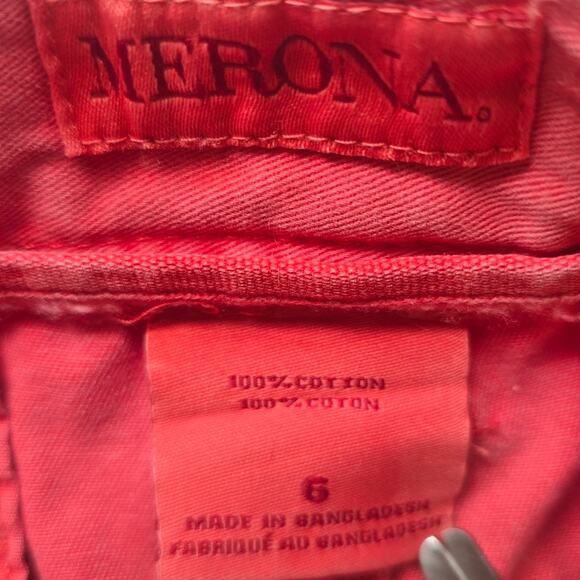 MERONA.
100% COTTON
100% COTON
6
MADE IN BANGLADESH
FABRIQUÉ AU BANGLADESH